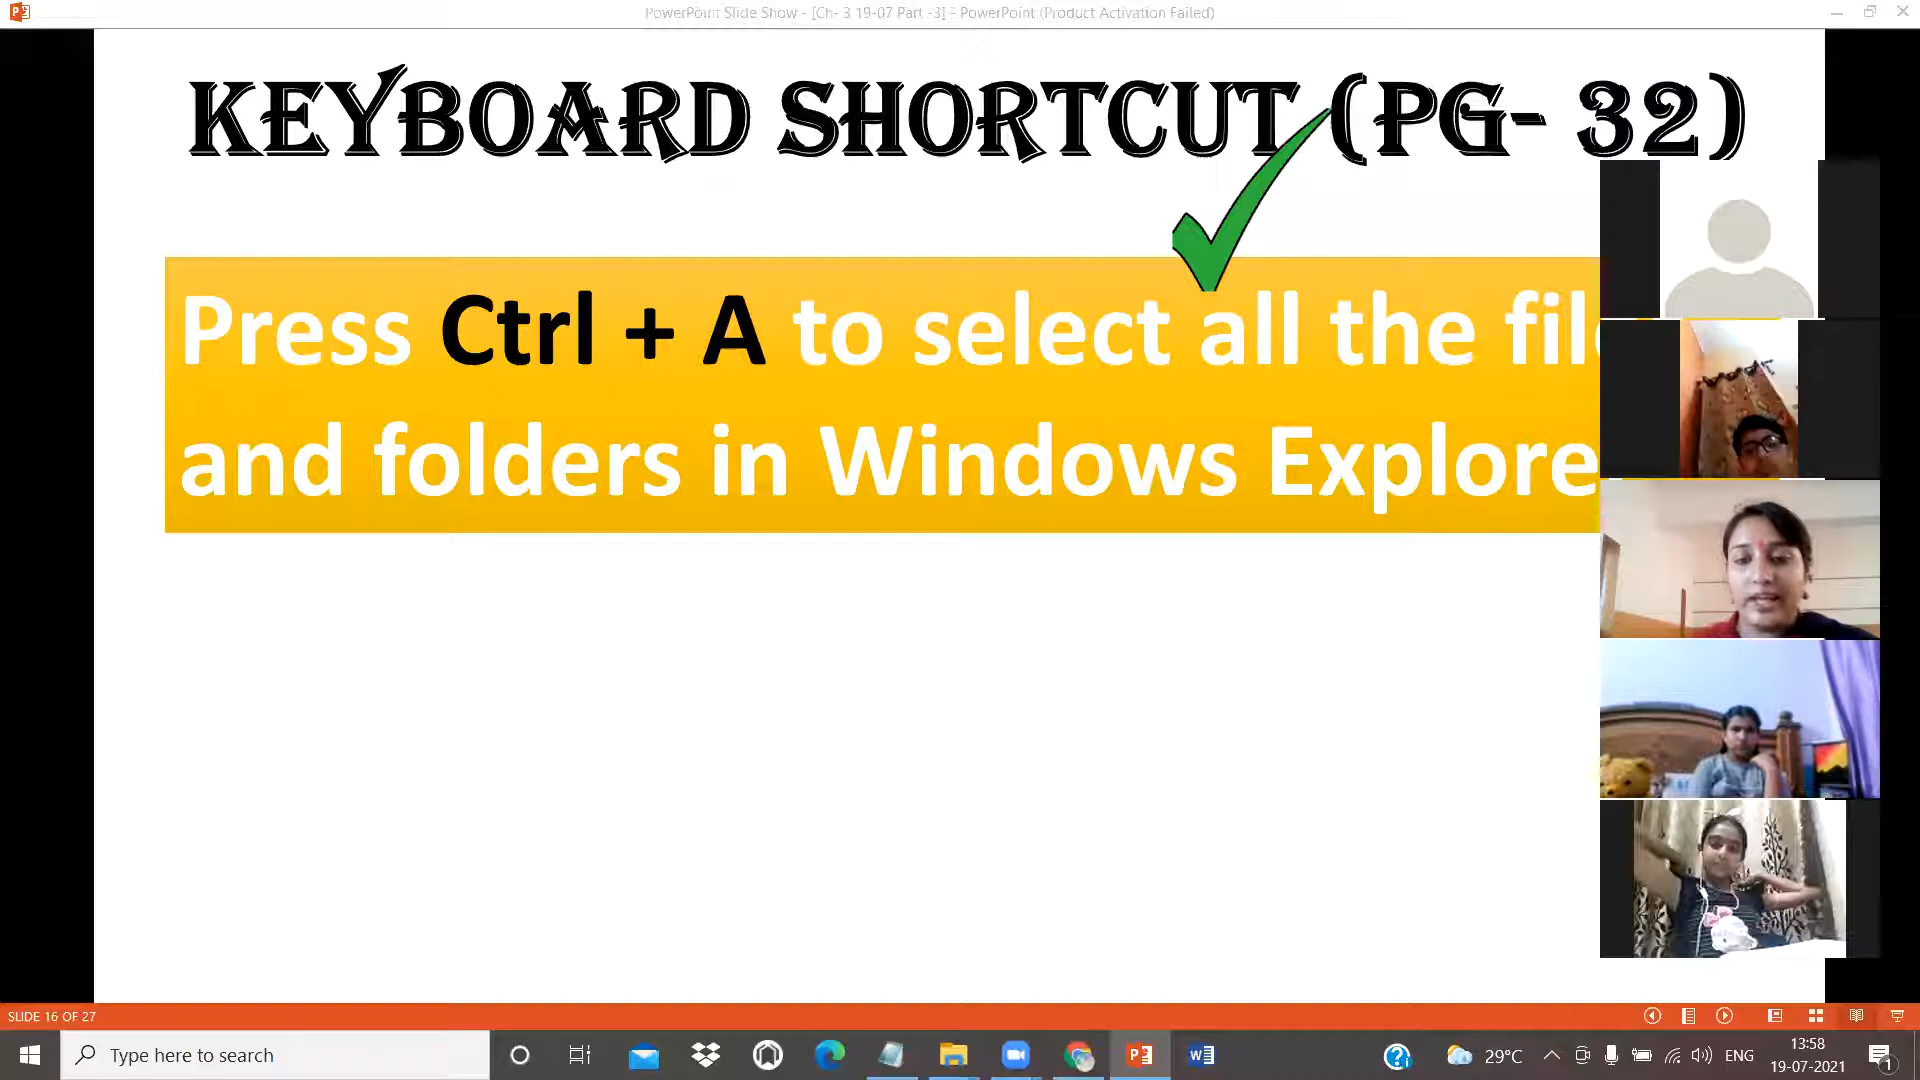 PowerPoint Slide Show - [Ch- 3 19-07 Part -3] - PowerPoint (Product Activation Failed)
KEYBOARD SHORTCUT (PG- 32)
Press Ctrl + A to select all the
and folders in Windows Explore
SLIDE 16 OF 27
Type here to search
29°C
ENG
13:58
19-07-2021
1